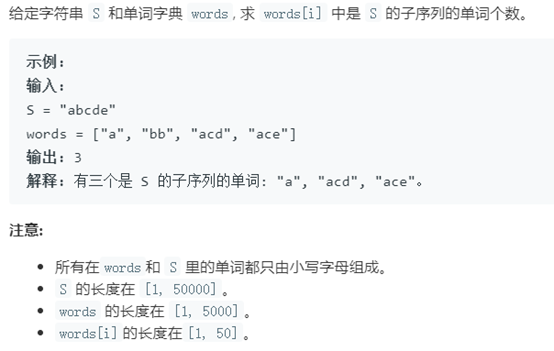 给定字符串 S 和单词字典 words, 求 words[i] 中是 S 的子序列的单词个数。
示例:
输入:
S = "abcde"
words = ["a", "bb", "acd", "ace"]
输出: 3
解释: 有三个是 S 的子序列的单词: "a", "acd", "ace"。
注意:
• 所有在 words 和 S 里的单词都只由小写字母组成。
• S 的长度在 [1, 50000]。
• words 的长度在 [1, 5000]。
• words[i]的长度在[1, 50]。